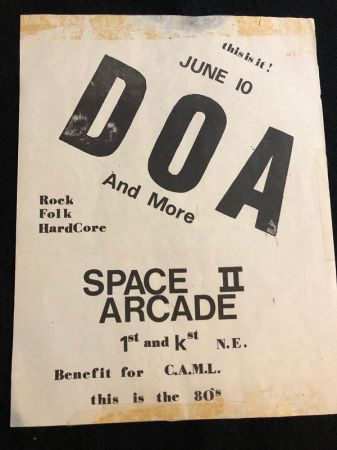 this is it!
JUNE 10
DOA
And More
Rock
Folk
HardCore
SPACE II
ARCADE
1st and kst N.E.
Benefit for C.A.M.L.
this is the 80's